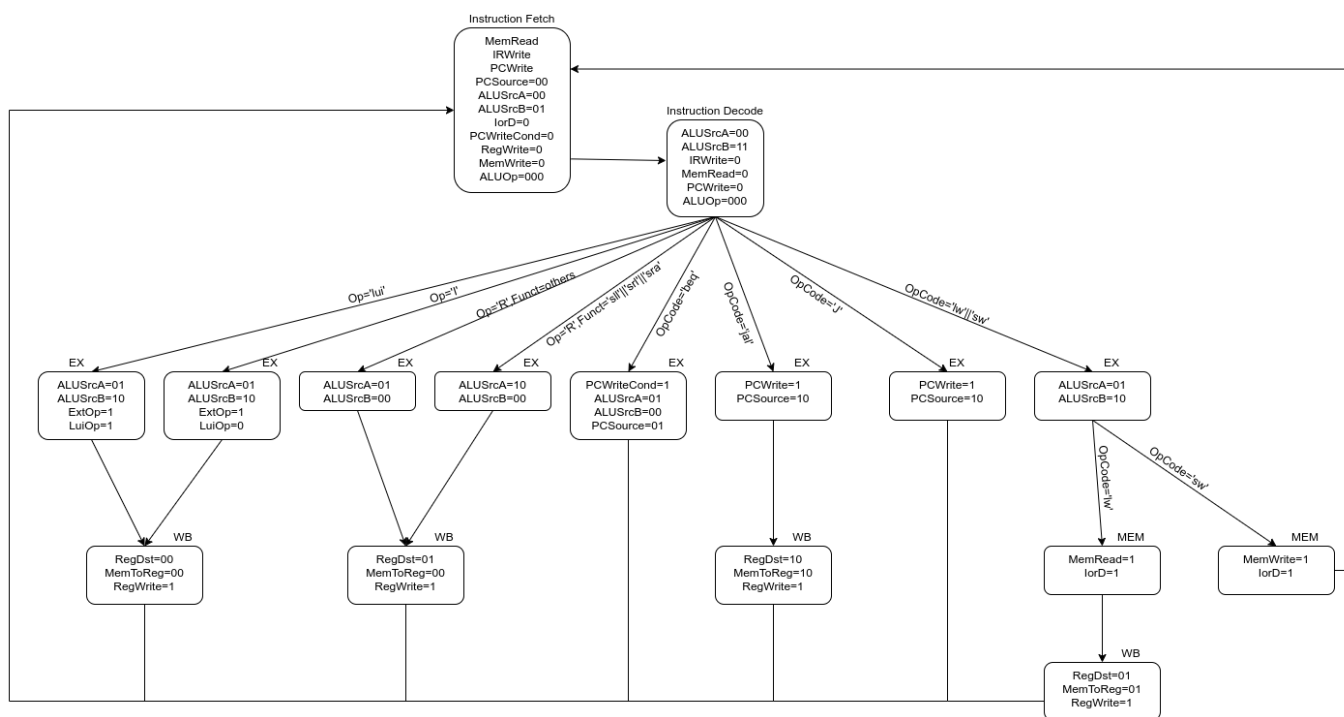 Instruction Fetch
MemRead
IRWrite
PCWrite
PCSource=00
ALUSrcA=00
ALUSrcB=01
IorD=0
PCWriteCond=0
RegWrite=0
MemWrite=0
ALUOp=000
Instruction Decode
ALUSrcA=00
ALUSrcB=11
IRWrite=0
MemRead=0
PCWrite=0
ALUOp=000
Op='lui'
Op='I'
Op='R',Funct=others
Op='R',Funct='sll'||'srl'||'sra'
OpCode='beq'
OpCode='jal'
OpCode='J'
OpCode='lw'||'sw'
EX
ALUSrcA=01
ALUSrcB=10
ExtOp=1
LuiOp=1
EX
ALUSrcA=01
ALUSrcB=10
ExtOp=1
LuiOp=0
EX
ALUSrcA=01
ALUSrcB=00
EX
ALUSrcA=10
ALUSrcB=00
EX
PCWriteCond=1
ALUSrcA=01
ALUSrcB=00
PCSource=01
EX
PCWrite=1
PCSource=10
EX
PCWrite=1
PCSource=10
EX
ALUSrcA=01
ALUSrcB=10
OpCode='lw'
OpCode='sw'
WB
RegDst=00
MemToReg=00
RegWrite=1
WB
RegDst=01
MemToReg=00
RegWrite=1
WB
RegDst=10
MemToReg=10
RegWrite=1
MEM
MemRead=1
IorD=1
MEM
MemWrite=1
IorD=1
WB
RegDst=01
MemToReg=01
RegWrite=1